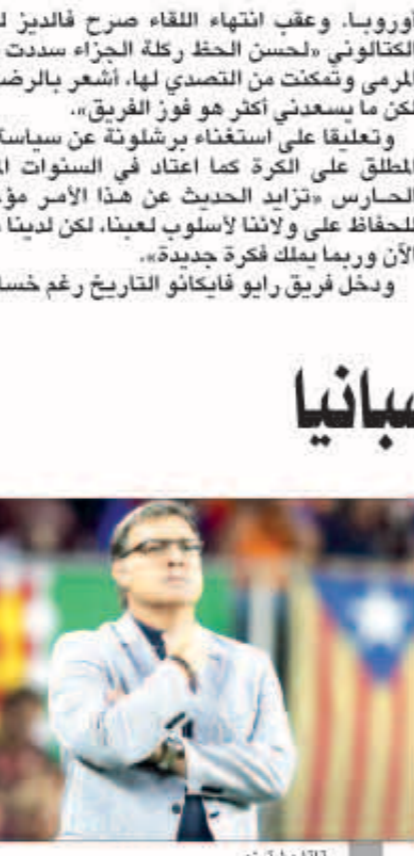 أوروبا. وعقب انتهاء اللقاء صرح فالديز
الكتالوني «لحسن الحظ ركلة الجزاء سددت
المرمى وتمكنت من التصدي لها، أشعر بالرضـ
لكن ما يسعدني أكثر هو فوز الفريق».
وتعليقا على استغناء برشلونة عن سياسة
المطلق على الكرة كما اعتاد في السنوات
الحارس «تزايد الحديث عن هذا الأمر
للحفاظ على ولائنا لأسلوب لعبنا، لكن لدينا
الآن وربما يملك فكرة جديدة».
ودخل فريق رايو فايكانو التاريخ رغم خسا
سبانيا